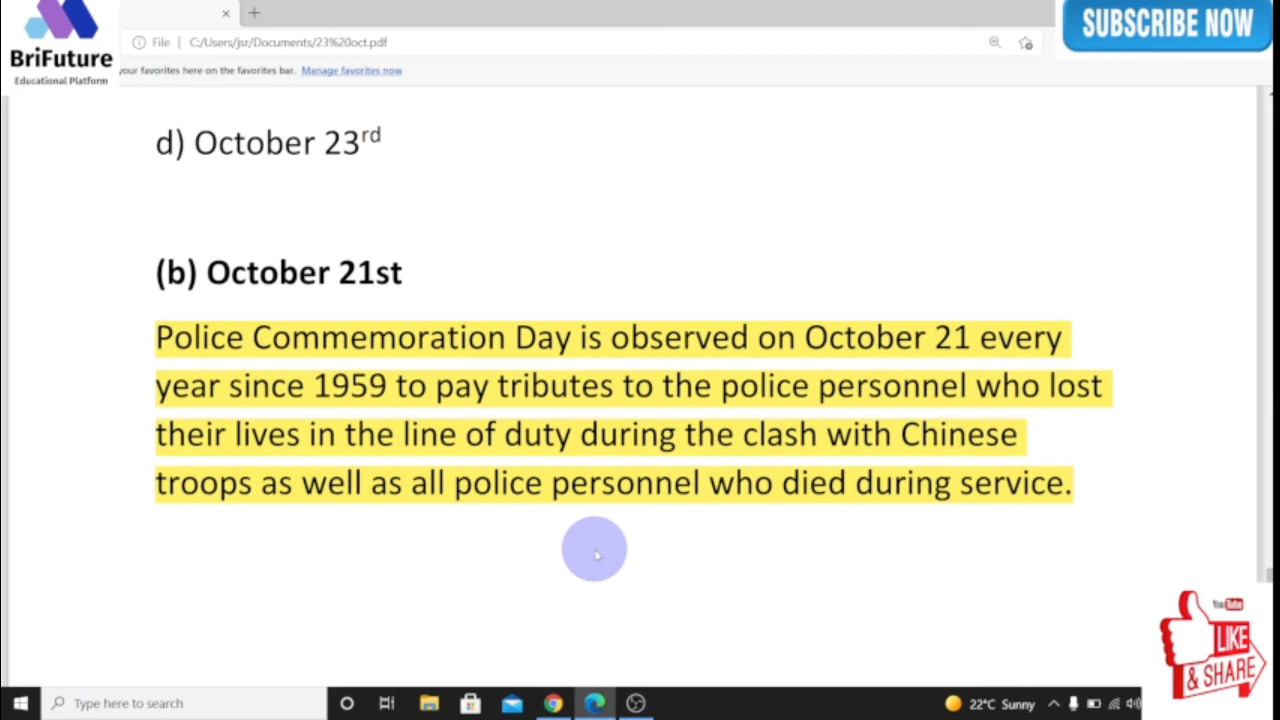 SUBSCRIBE NOW
File | C:/Users/jsr/Documents/23%20oct.pdf
BriFuture
Educational Platform
your favorites here on the favorites bar. Manage favorites now
d) October 23rd
(b) October 21st
Police Commemoration Day is observed on October 21 every
year since 1959 to pay tributes to the police personnel who lost
their lives in the line of duty during the clash with Chinese
troops as well as all police personnel who died during service.
YouTube
LIKE
& SHARE
Type here to search
22°C Sunny